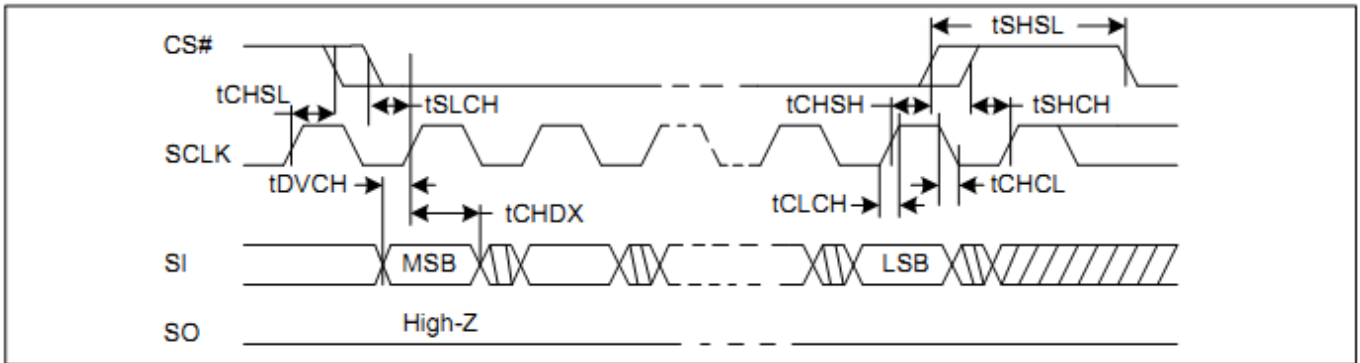 tSHSL
CS#
tCHSL
tSLCH
tCHSH
tSHCH
SCLK
tDVCH
tCHDX
tCLCH
tCHCL
SI
MSB
LSB
High-Z
SO